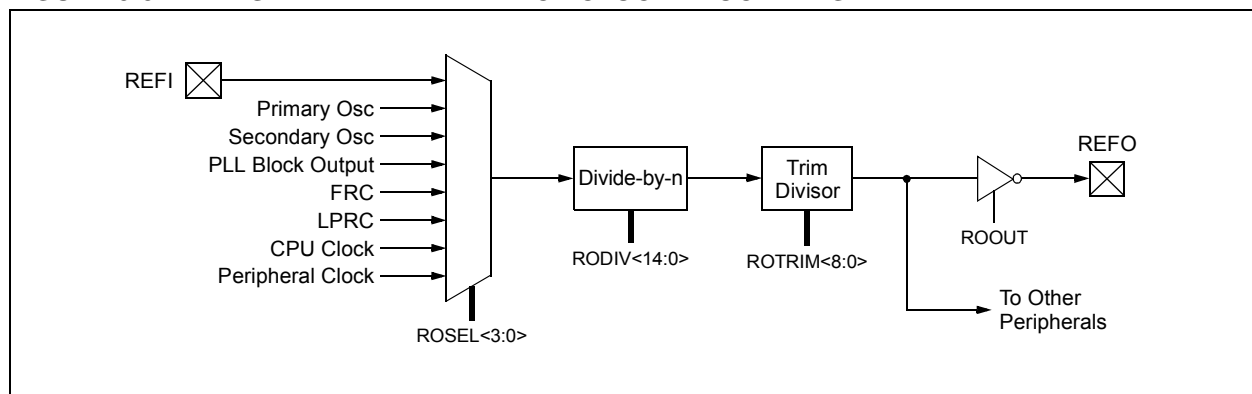 REFI
Primary Osc
Secondary Osc
PLL Block Output
FRC
LPRC
CPU Clock
Peripheral Clock
ROSEL<3:0>
Divide-by-n
RODIV<14:0>
Trim
Divisor
ROTRIM<8:0>
REFO
ROOUT
To Other
Peripherals